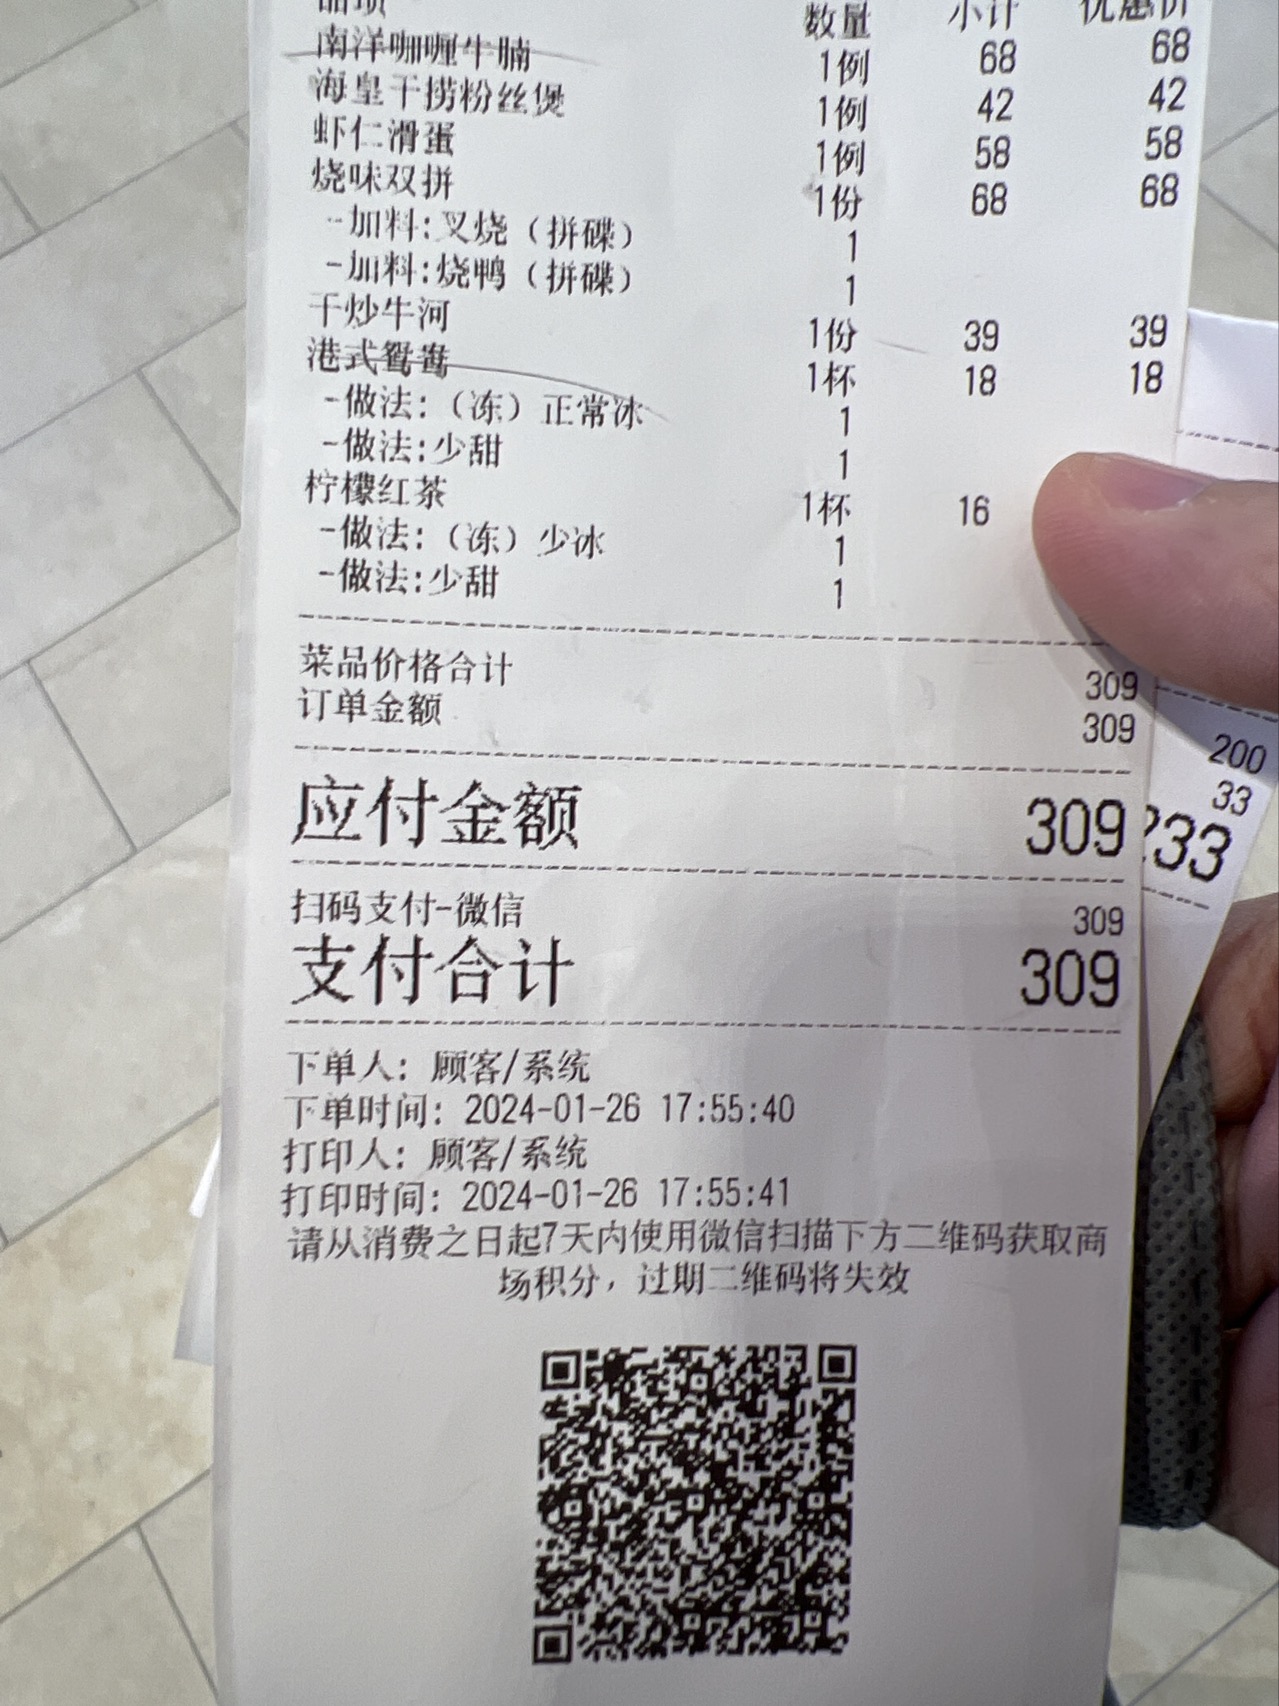 品项 数量 小计 优惠价
南洋咖喱牛腩 1例 68 68
海皇干捞粉丝煲 1例 42 42
虾仁滑蛋 1例 58 58
烧味双拼 1份 68 68
-加料:叉烧（拼碟） 1
-加料:烧鸭（拼碟） 1
干炒牛河 1份 39 39
港式鸳鸯 1杯 18 18
-做法:（冻）正常冰 1
-做法:少甜 1
柠檬红茶 1杯 16
-做法:（冻）少冰 1
-做法:少甜 1
菜品价格合计 309
订单金额 309
应付金额 309
扫码支付-微信 309
支付合计 309
下单人: 顾客/系统
下单时间: 2024-01-26 17:55:40
打印人: 顾客/系统
打印时间: 2024-01-26 17:55:41
请从消费之日起7天内使用微信扫描下方二维码获取商
场积分，过期二维码将失效
200
33
233